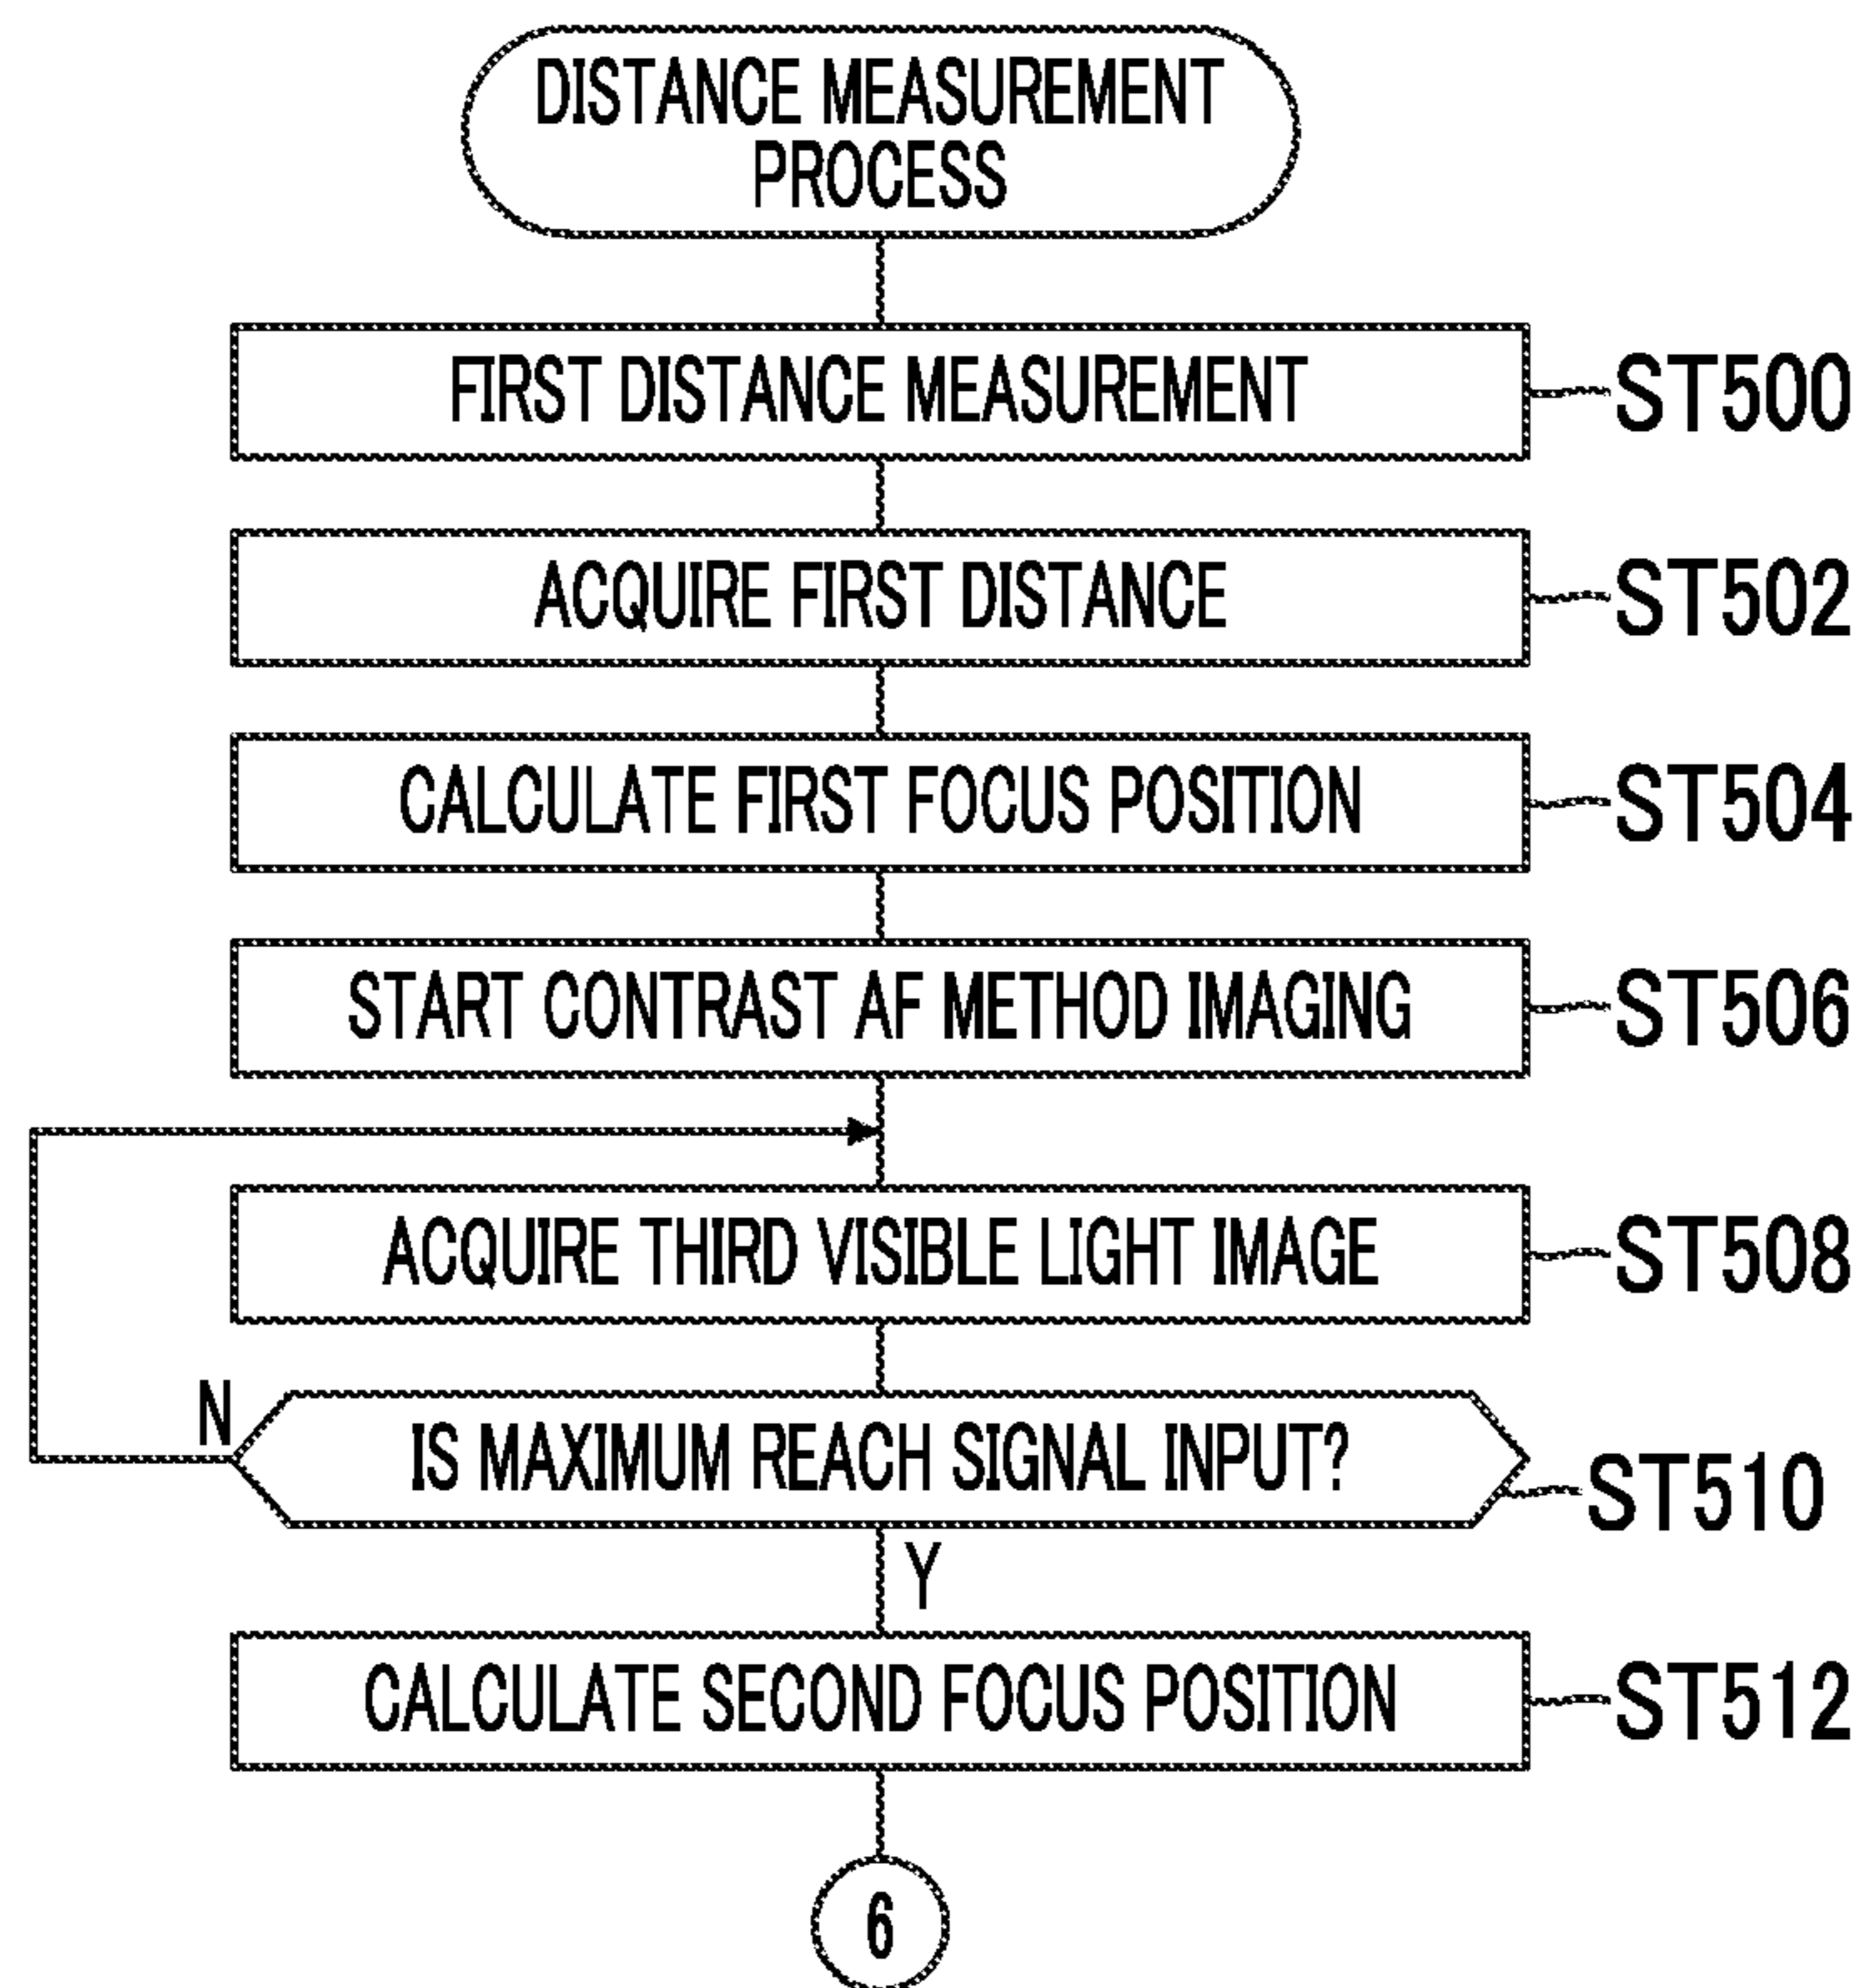 DISTANCE MEASUREMENT
PROCESS
FIRST DISTANCE MEASUREMENT
ST500
ACQUIRE FIRST DISTANCE
ST502
CALCULATE FIRST FOCUS POSITION
ST504
START CONTRAST AF METHOD IMAGING
ST506
ACQUIRE THIRD VISIBLE LIGHT IMAGE
ST508
N
IS MAXIMUM REACH SIGNAL INPUT?
ST510
Y
CALCULATE SECOND FOCUS POSITION
ST512
6